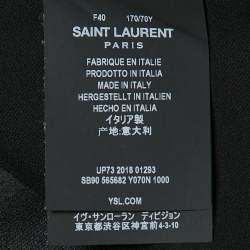 F40 170/70Y
SAINT LAURENT
PARIS
FABRIQUE EN ITALIE
PRODOTTO IN ITALIA
MADE IN ITALY
HERGESTELLT IN ITALIEN
HECHO EN ITALIA
イタリア製
产地:意大利
UP73 2018 01293
SB90 565682 Y070N 1000
YSL.COM
イヴ・サンローラン ディビジョン
東京都渋谷区神宮前4-3-10